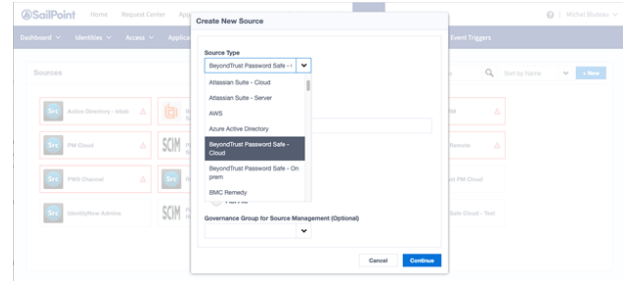 SailPoint Home Request Center Michel Bluteau
Create New Source
Dashboard Identities Access Applica Event Triggers
Source Type
BeyondTrust Password Safe -
Sources
Sort by Name + New
Atlassian Suite - Cloud
Atlassian Suite - Server
AWS
Azure Active Directory
BeyondTrust Password Safe -
Cloud
BeyondTrust Password Safe - On
prem
BMC Remedy
Src Active Directory -
Src PM Cloud SCIM Remote
Src PWS Channel Src PM Cloud
Src IdentityNow Admins SCIM Safe Cloud - Test
Governance Group for Source Management (Optional)
Cancel Continue